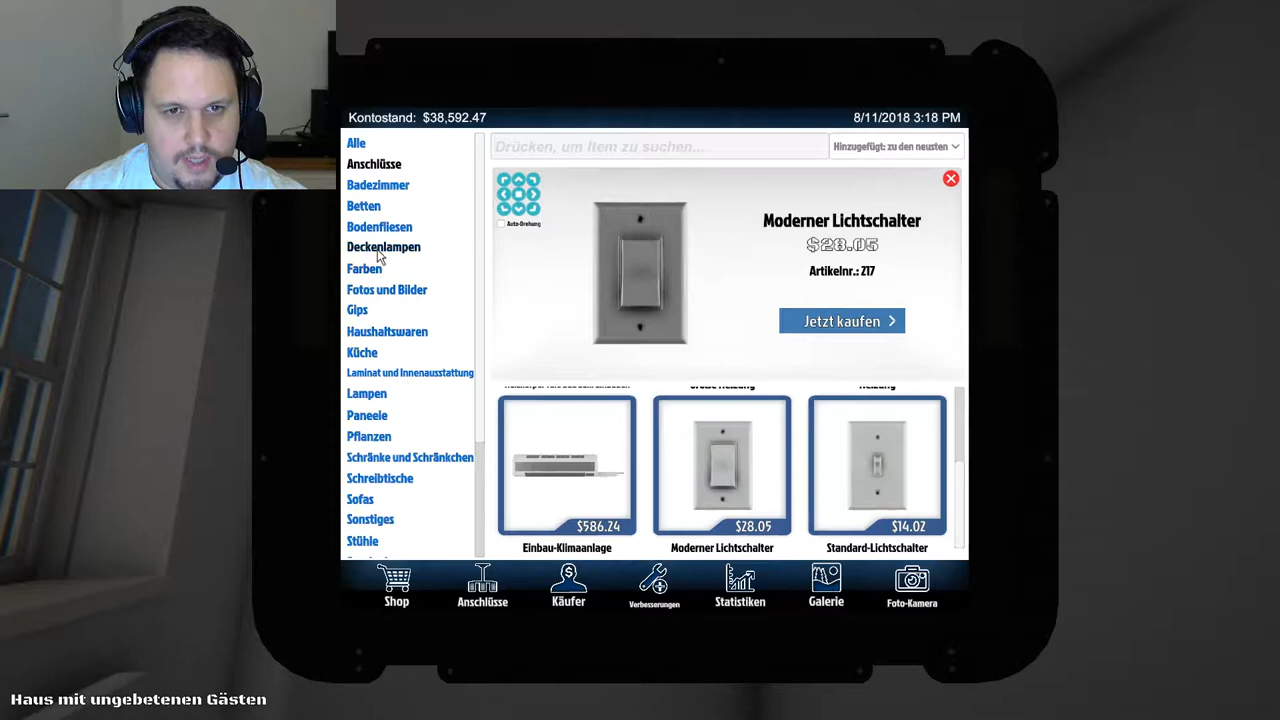 Kontostand: $38,592.47
8/11/2018 3:18 PM
Alle
Anschlüsse
Badezimmer
Betten
Bodenfliesen
Deckenlampen
Farben
Fotos und Bilder
Gips
Haushaltswaren
Küche
Laminat und Innenausstattung
Lampen
Paneele
Pflanzen
Schränke und Schränkchen
Schreibtische
Sofas
Sonstiges
Stühle
Drücken, um Item zu suchen...
Hinzugefügt: zu den neusten
Auto-Drehung
Moderner Lichtschalter
$28.05
Artikelnr.: 217
Jetzt kaufen
Große Heizung
Heizung
$586.24
$28.05
$14.02
Einbau-Klimaanlage
Moderner Lichtschalter
Standard-Lichtschalter
Shop
Anschlüsse
Käufer
Verbesserungen
Statistiken
Galerie
Foto-Kamera
Haus mit ungebetenen Gästen